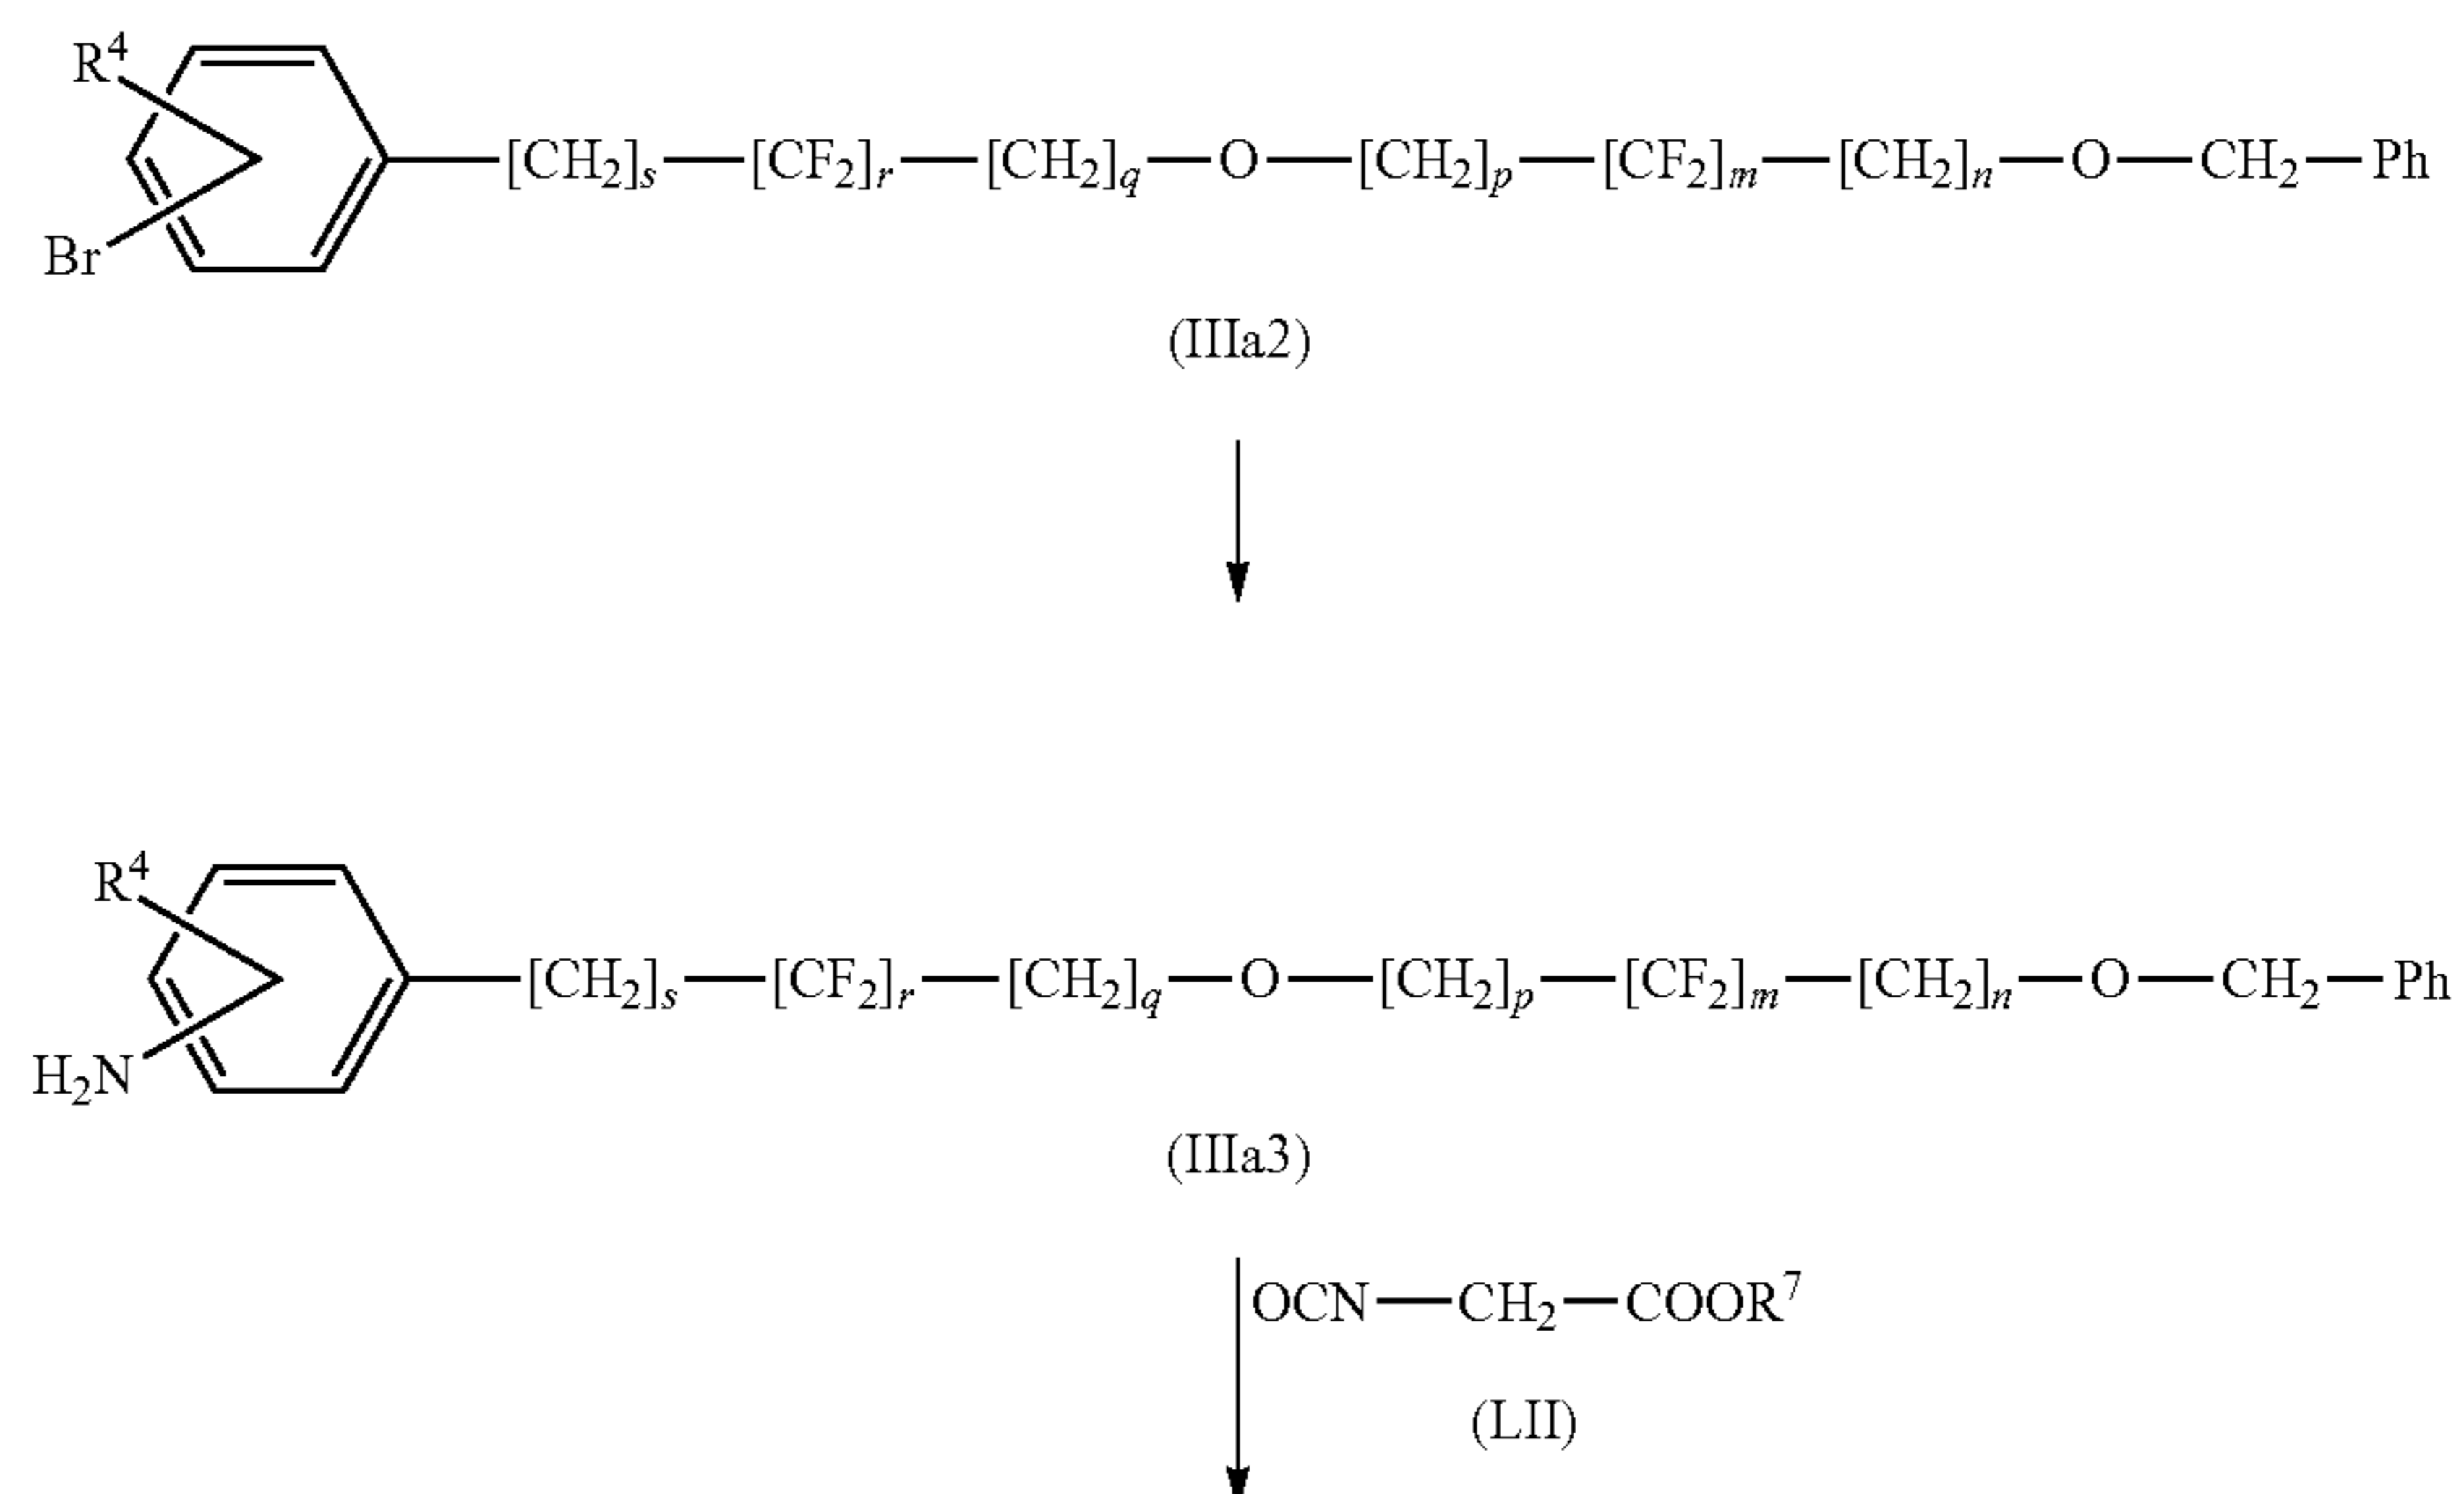 R⁴
[CH₂]ₛ—[CF₂]ᵣ—[CH₂]q—O—[CH₂]ₚ—[CF₂]ₘ—[CH₂]ₙ—O—CH₂—Ph
Br
(IIIa2)
R⁴
[CH₂]ₛ—[CF₂]ᵣ—[CH₂]q—O—[CH₂]ₚ—[CF₂]ₘ—[CH₂]ₙ—O—CH₂—Ph
H₂N
(IIIa3)
OCN—CH₂—COOR⁷
(LII)